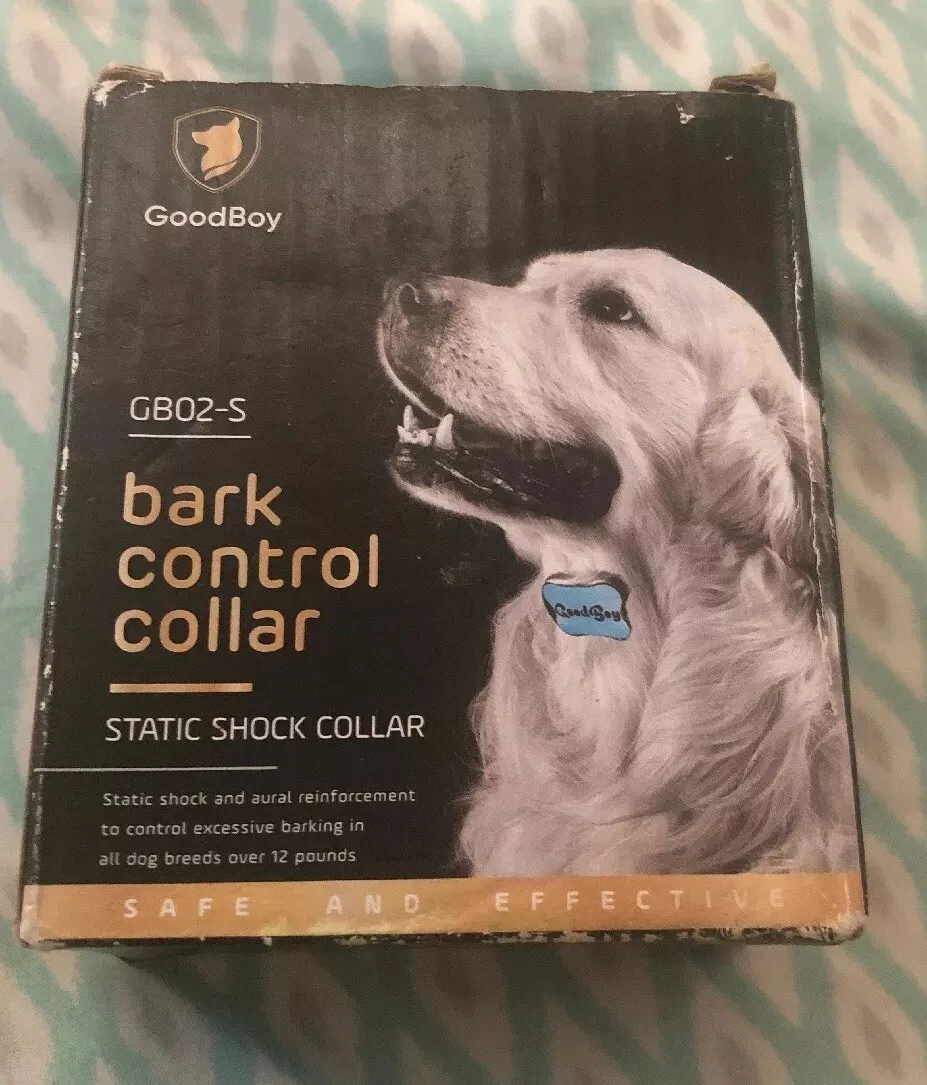 GoodBoy
GB02-S
bark
control
collar
STATIC SHOCK COLLAR
Static shock and aural reinforcement
to control excessive barking in
all dog breeds over 12 pounds
GoodBoy
SAFE AND EFFECTIVE